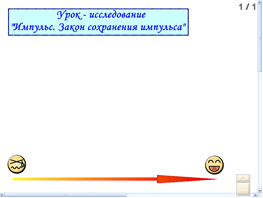 1 / 1
Урок - исследование
"Импульс. Закон сохранения импульса"